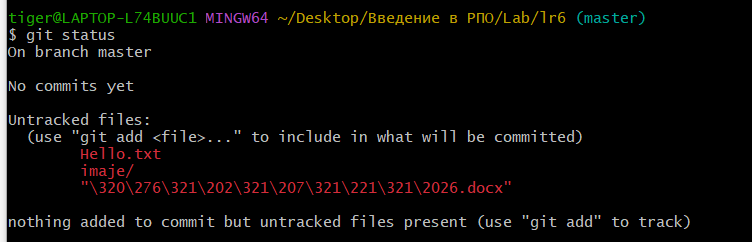 tiger@LAPTOP-L74BUUC1 MINGW64 ~/Desktop/Введение в РПО/Lab/lr6 (master)
$ git status
On branch master
No commits yet
Untracked files:
(use "git add <file>..." to include in what will be committed)
Hello.txt
imaje/
"\320\276\321\202\321\207\321\221\321\2026.docx"
nothing added to commit but untracked files present (use "git add" to track)